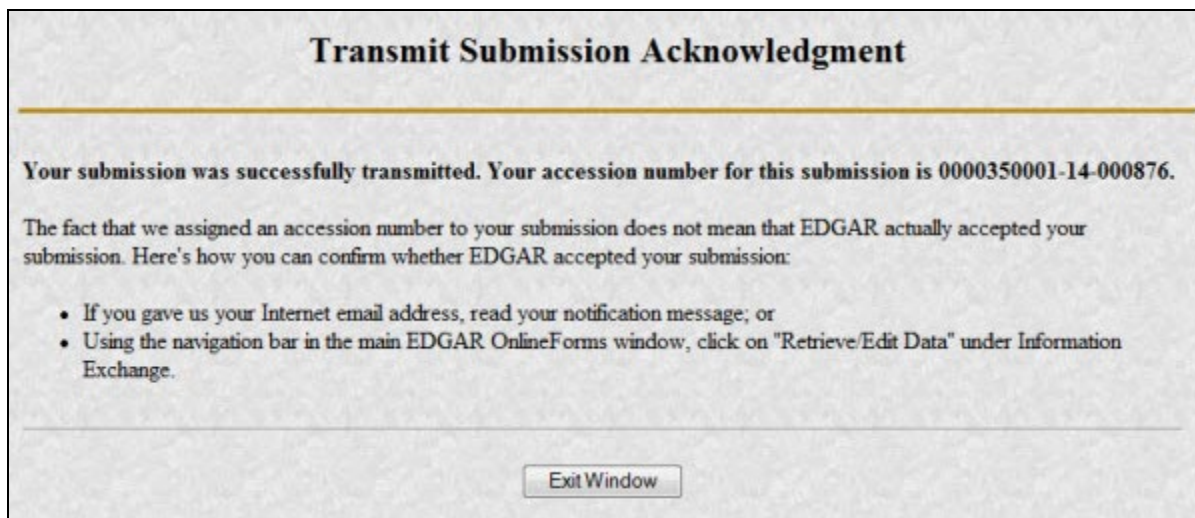 Transmit Submission Acknowledgment
Your submission was successfully transmitted. Your accession number for this submission is 0000350001-14-000876.
The fact that we assigned an accession number to your submission does not mean that EDGAR actually accepted your
submission. Here's how you can confirm whether EDGAR accepted your submission:
• If you gave us your Internet email address, read your notification message; or
• Using the navigation bar in the main EDGAR OnlineForms window, click on "Retrieve/Edit Data" under Information
Exchange.
Exit Window